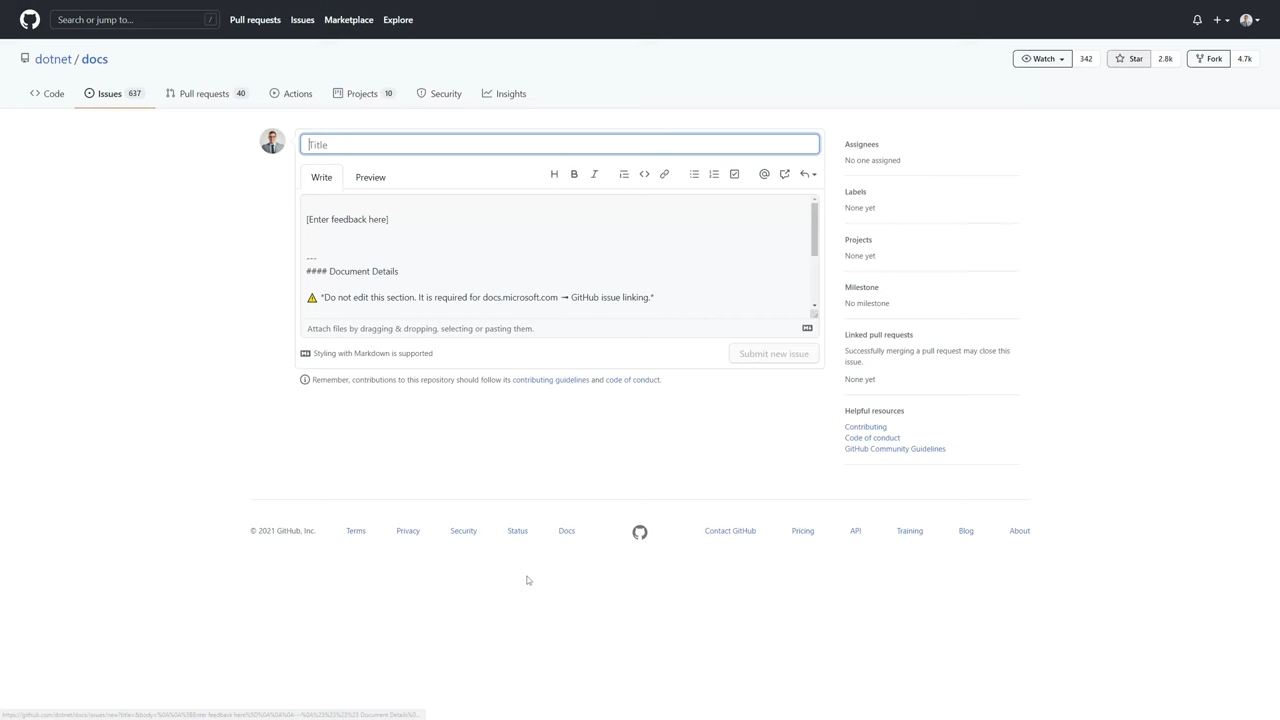 Search or jump to...
/
Pull requests
Issues
Marketplace
Explore
dotnet / docs
Watch
342
Star
2.8k
Fork
4.7k
Code
Issues 637
Pull requests 40
Actions
Projects 10
Security
Insights
Title
Write
Preview
[Enter feedback here]
---
#### Document Details
⚠ *Do not edit this section. It is required for docs.microsoft.com ➟ GitHub issue linking.*
Attach files by dragging & dropping, selecting or pasting them.
Styling with Markdown is supported
Submit new issue
Remember, contributions to this repository should follow its contributing guidelines and code of conduct.
Assignees
No one assigned
Labels
None yet
Projects
None yet
Milestone
No milestone
Linked pull requests
Successfully merging a pull request may close this
issue.
None yet
Helpful resources
Contributing
Code of conduct
GitHub Community Guidelines
© 2021 GitHub, Inc.
Terms
Privacy
Security
Status
Docs
Contact GitHub
Pricing
API
Training
Blog
About